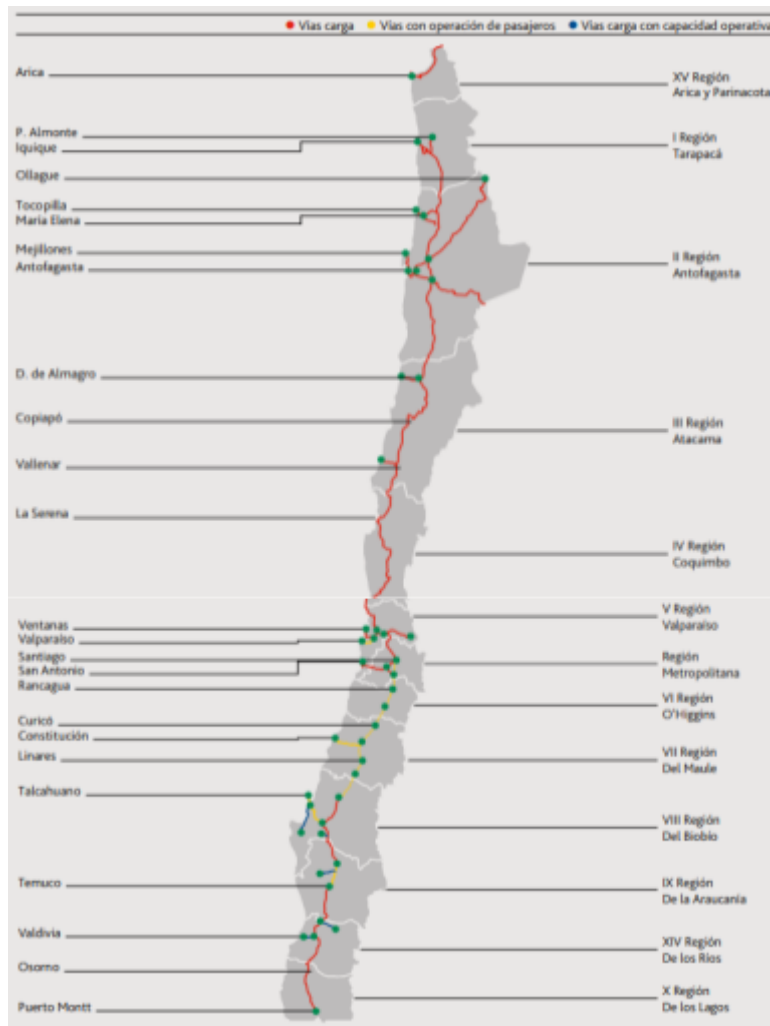 Vías carga
Vías con operación de pasajeros
Vías carga con capacidad operativa
Arica
P. Almonte
Iquique
Ollague
Tocopilla
María Elena
Mejillones
Antofagasta
D. de Almagro
Copiapó
Vallenar
La Serena
Ventanas
Valparaíso
Santiago
San Antonio
Rancagua
Curicó
Constitución
Linares
Talcahuano
Temuco
Valdivia
Osorno
Puerto Montt
XV Región
Arica y Parinacota
I Región
Tarapacá
II Región
Antofagasta
III Región
Atacama
IV Región
Coquimbo
V Región
Valparaíso
Región
Metropolitana
VI Región
O'Higgins
VII Región
Del Maule
VIII Región
Del Biobío
IX Región
De la Araucanía
XIV Región
De los Ríos
X Región
De los Lagos